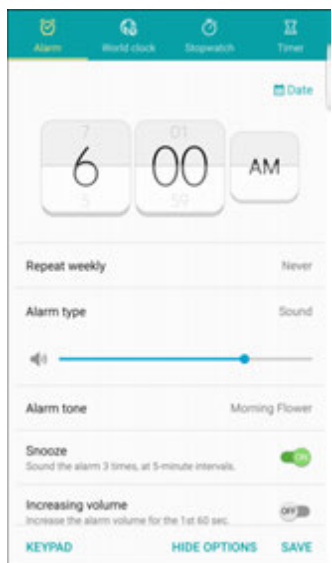 Alarm World clock Stopwatch Timer
Date
7 01
6 00 AM
5 59
Repeat weekly Never
Alarm type Sound
Alarm tone Morning Flower
Snooze ON
Sound the alarm 3 times, at 5-minute intervals.
Increasing volume OFF
Increase the alarm volume for the 1st 60 sec.
KEYPAD HIDE OPTIONS SAVE